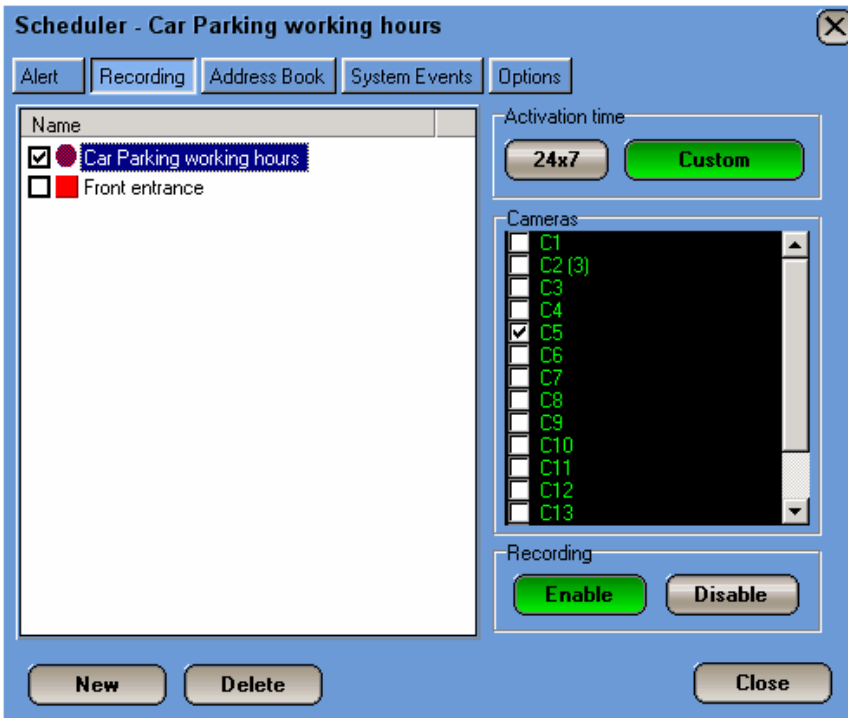 Scheduler - Car Parking working hours
Alert Recording Address Book System Events Options
Name
Car Parking working hours
Front entrance
Activation time
24x7 Custom
Cameras
C1
C2 (3)
C3
C4
C5
C6
C7
C8
C9
C10
C11
C12
C13
Recording
Enable Disable
New Delete Close